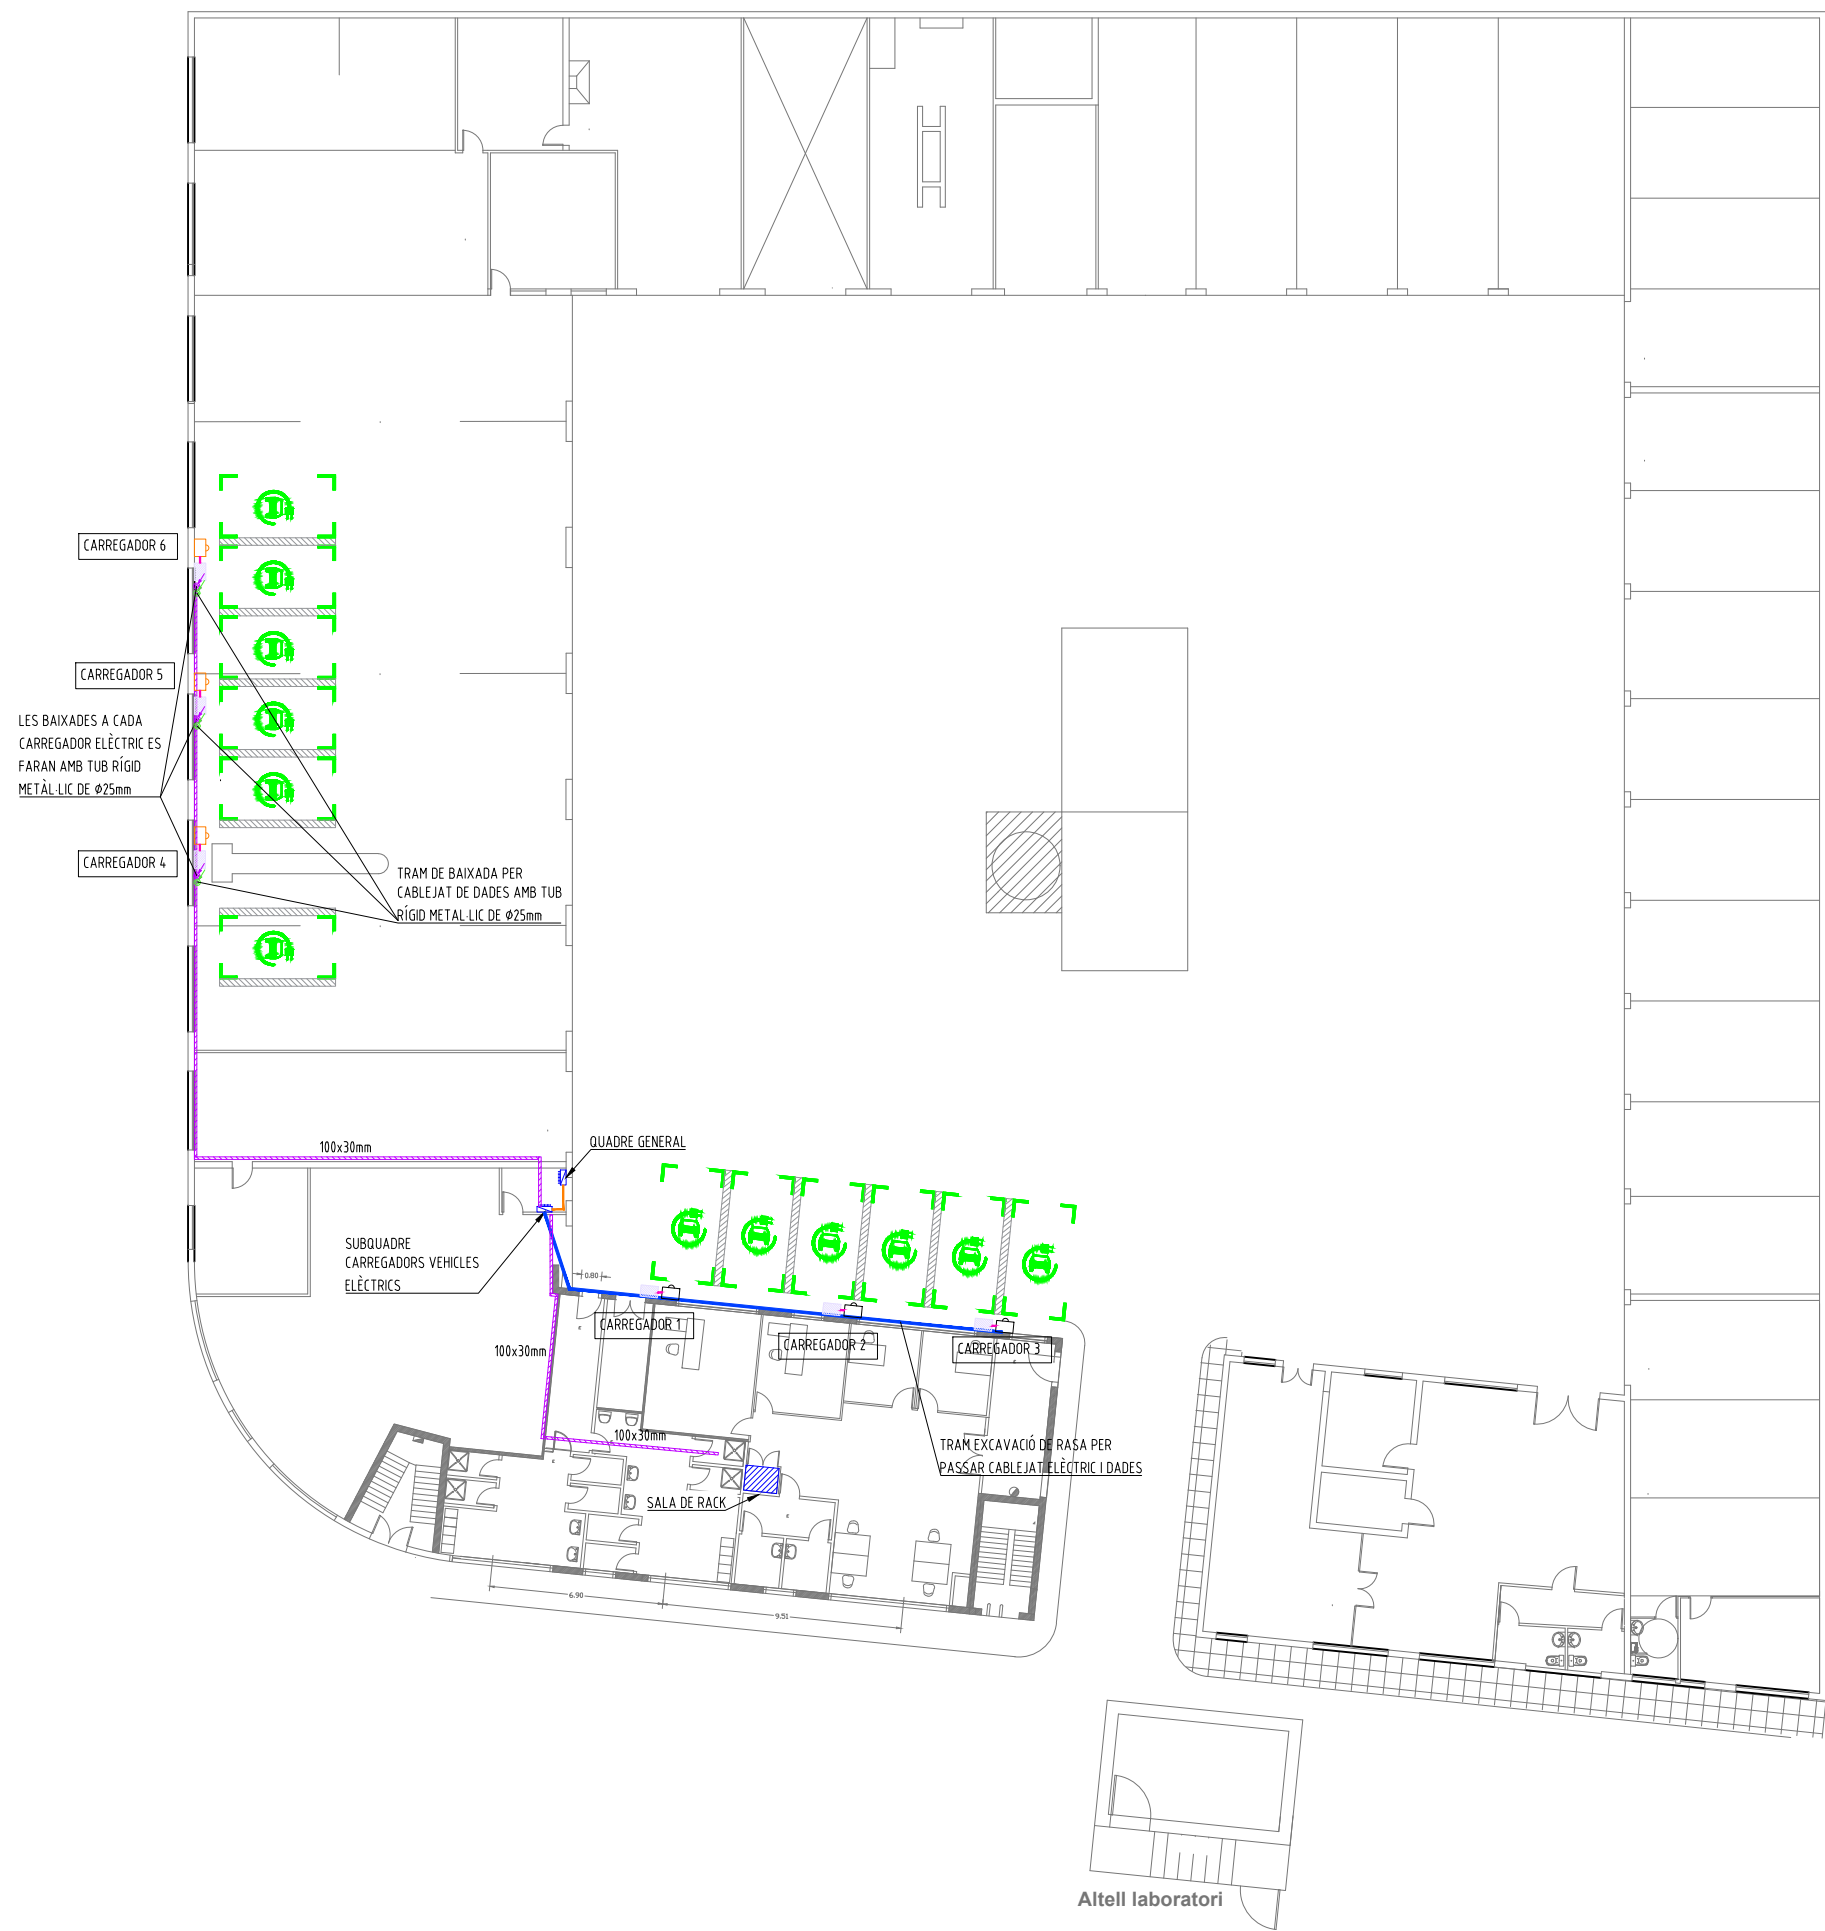 CARREGADOR 6
CARREGADOR 5
LES BAIXADES A CADA
CARREGADOR ELÈCTRIC ES
FARAN AMB TUB RÍGID
METÀL·LIC DE Ø25mm
CARREGADOR 4
TRAM DE BAIXADA PER
CABLEJAT DE DADES AMB TUB
RÍGID METAL·LIC DE Ø25mm
100x30mm
QUADRE GENERAL
SUBQUADRE
CARREGADORS VEHICLES
ELÈCTRICS
0.80
CARREGADOR 1
CARREGADOR 2
CARREGADOR 3
100x30mm
100x30mm
TRAM EXCAVACIÓ DE RASA PER
PASSAR CABLEJAT ELÈCTRIC I DADES
SALA DE RACK
6.90
9.51
Altell laboratori